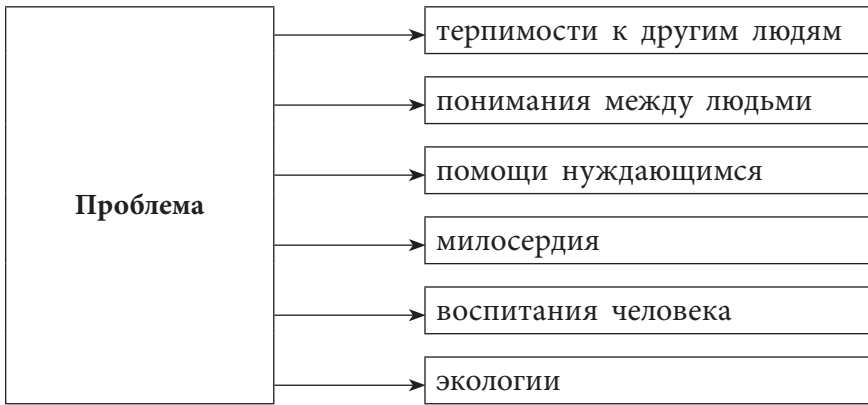 Проблема
терпимости к другим людям
понимания между людьми
помощи нуждающимся
милосердия
воспитания человека
экологии